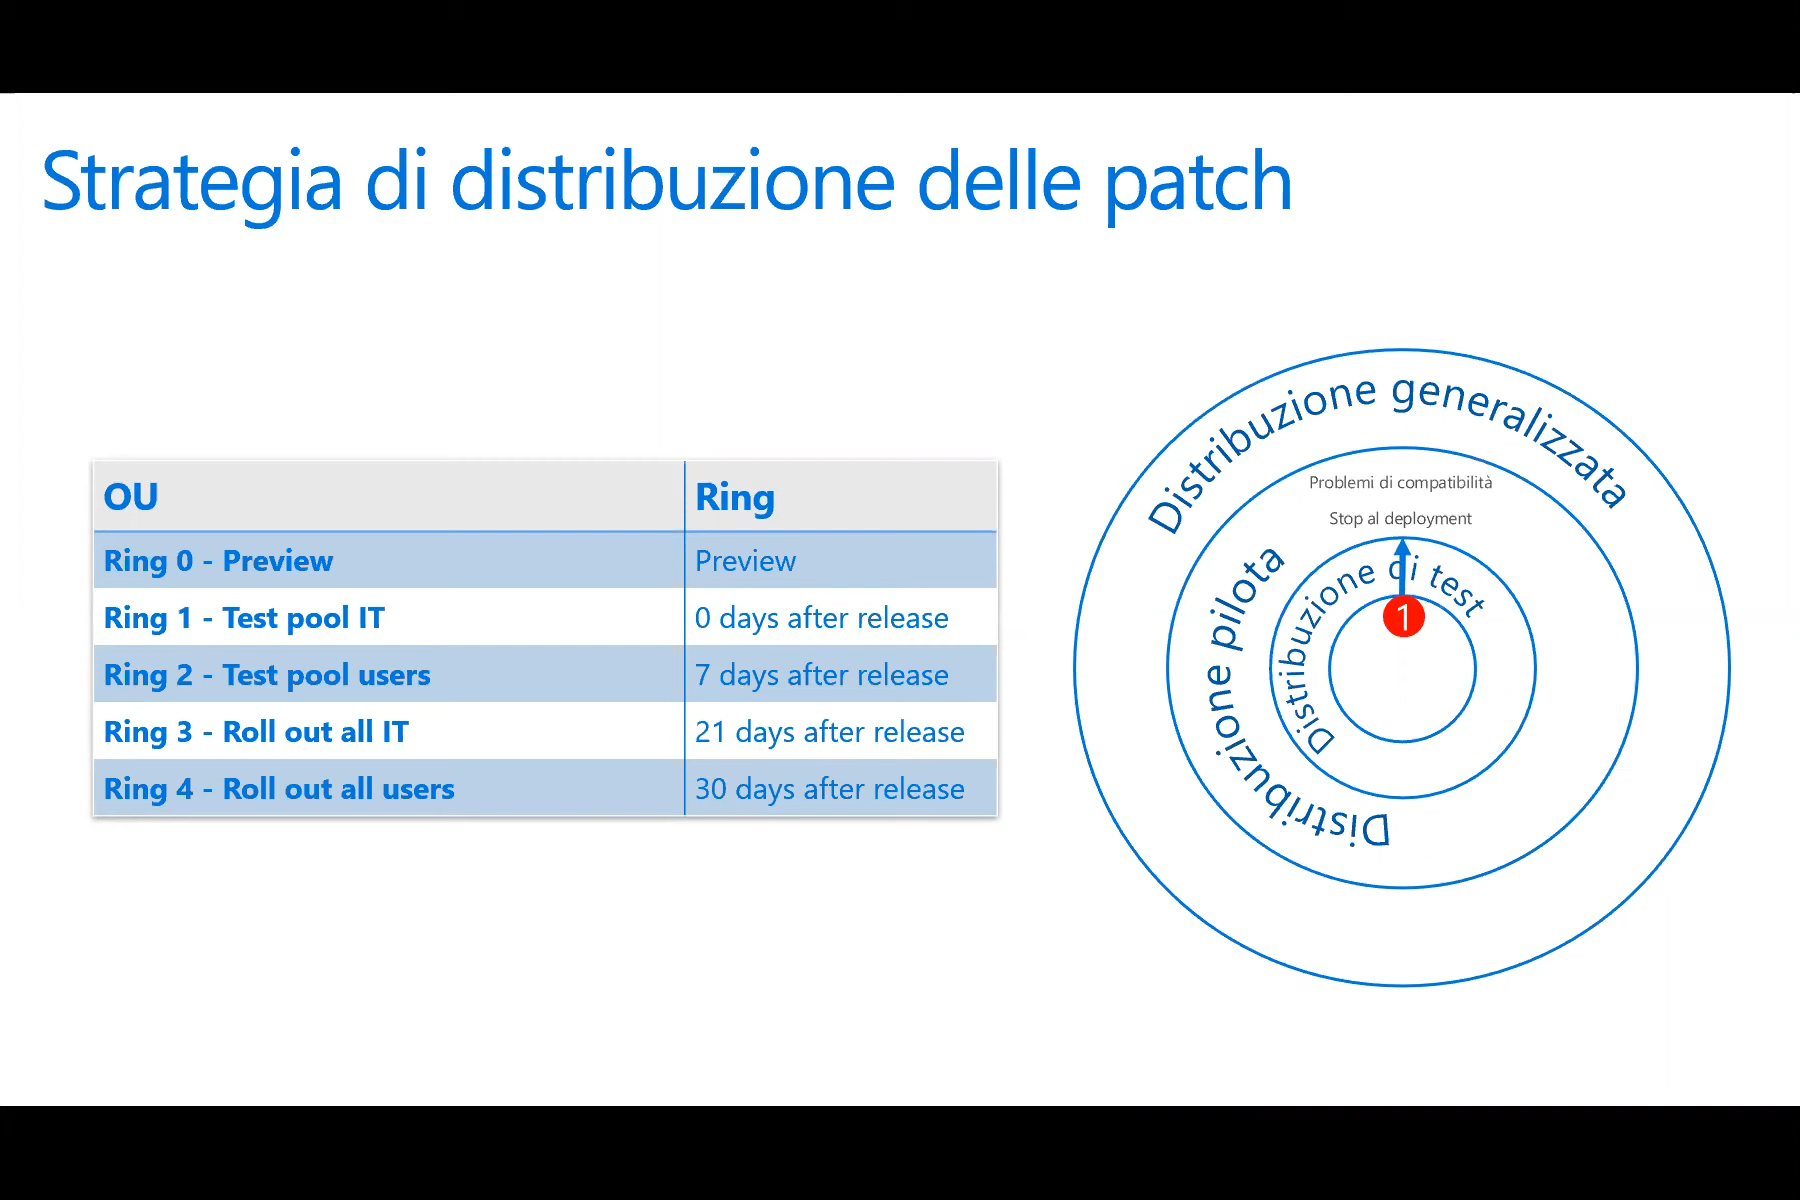 Strategia di distribuzione delle patch
OU Ring
Ring 0 - Preview Preview
Ring 1 - Test pool IT 0 days after release
Ring 2 - Test pool users 7 days after release
Ring 3 - Roll out all IT 21 days after release
Ring 4 - Roll out all users 30 days after release
Distribuzione generalizzata
Problemi di compatibilità
Stop al deployment
Distribuzione pilota
Distribuzione di test
1